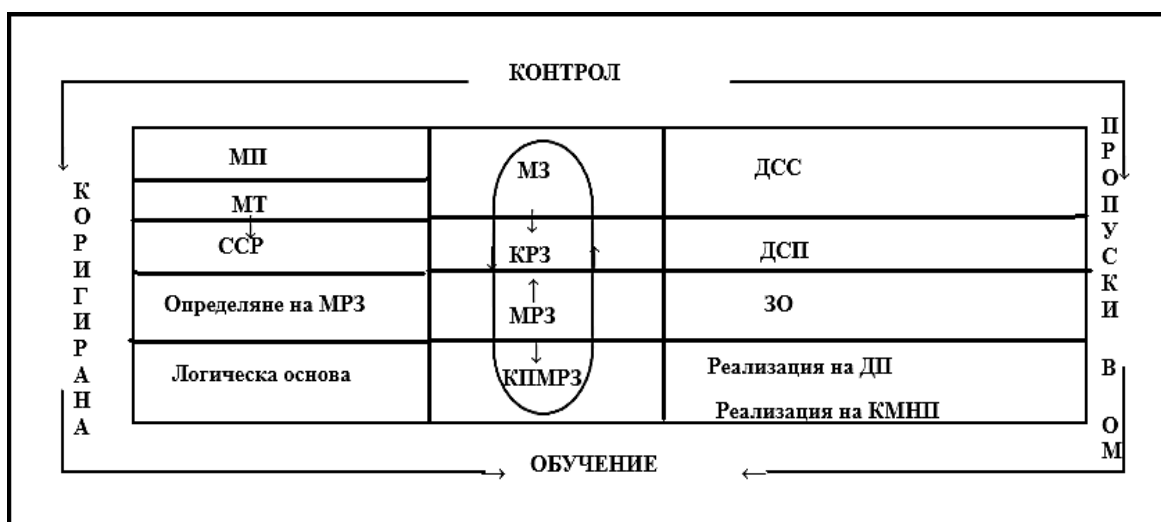 КОНТРОЛ
МП
МЗ
ДСС
МТ
ССР
КРЗ
ДСП
Определяне на МРЗ
МРЗ
ЗО
Логическа основа
КПМРЗ
Реализация на ДП
Реализация на КМНП
КОРИГИРАНА
ПРОПУСКИ В ОМ
ОБУЧЕНИЕ